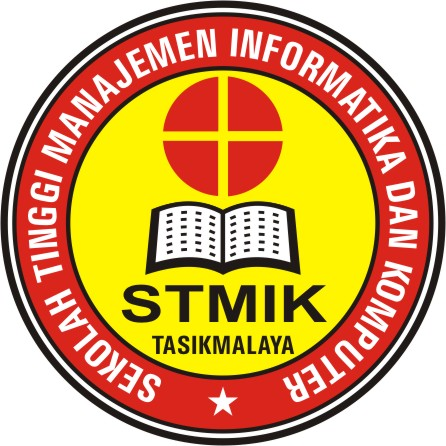 SEKOLAH TINGGI MANAJEMEN INFORMATIKA DAN KOMPUTER
STMIK
TASIKMALAYA